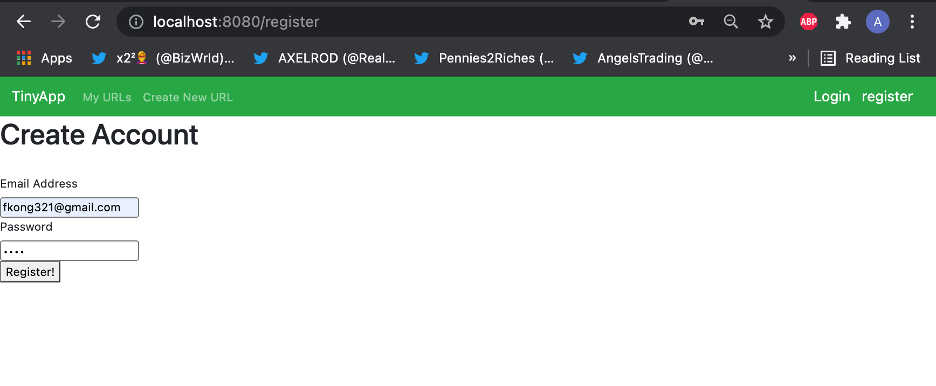 localhost:8080/register
ABP
A
Apps x2² (@BizWrld)... AXELROD (@Real... Pennies2Riches (... AngelsTrading (@... » Reading List
TinyApp My URLs Create New URL Login register
Create Account
Email Address
fkong321@gmail.com
Password
••••
Register!